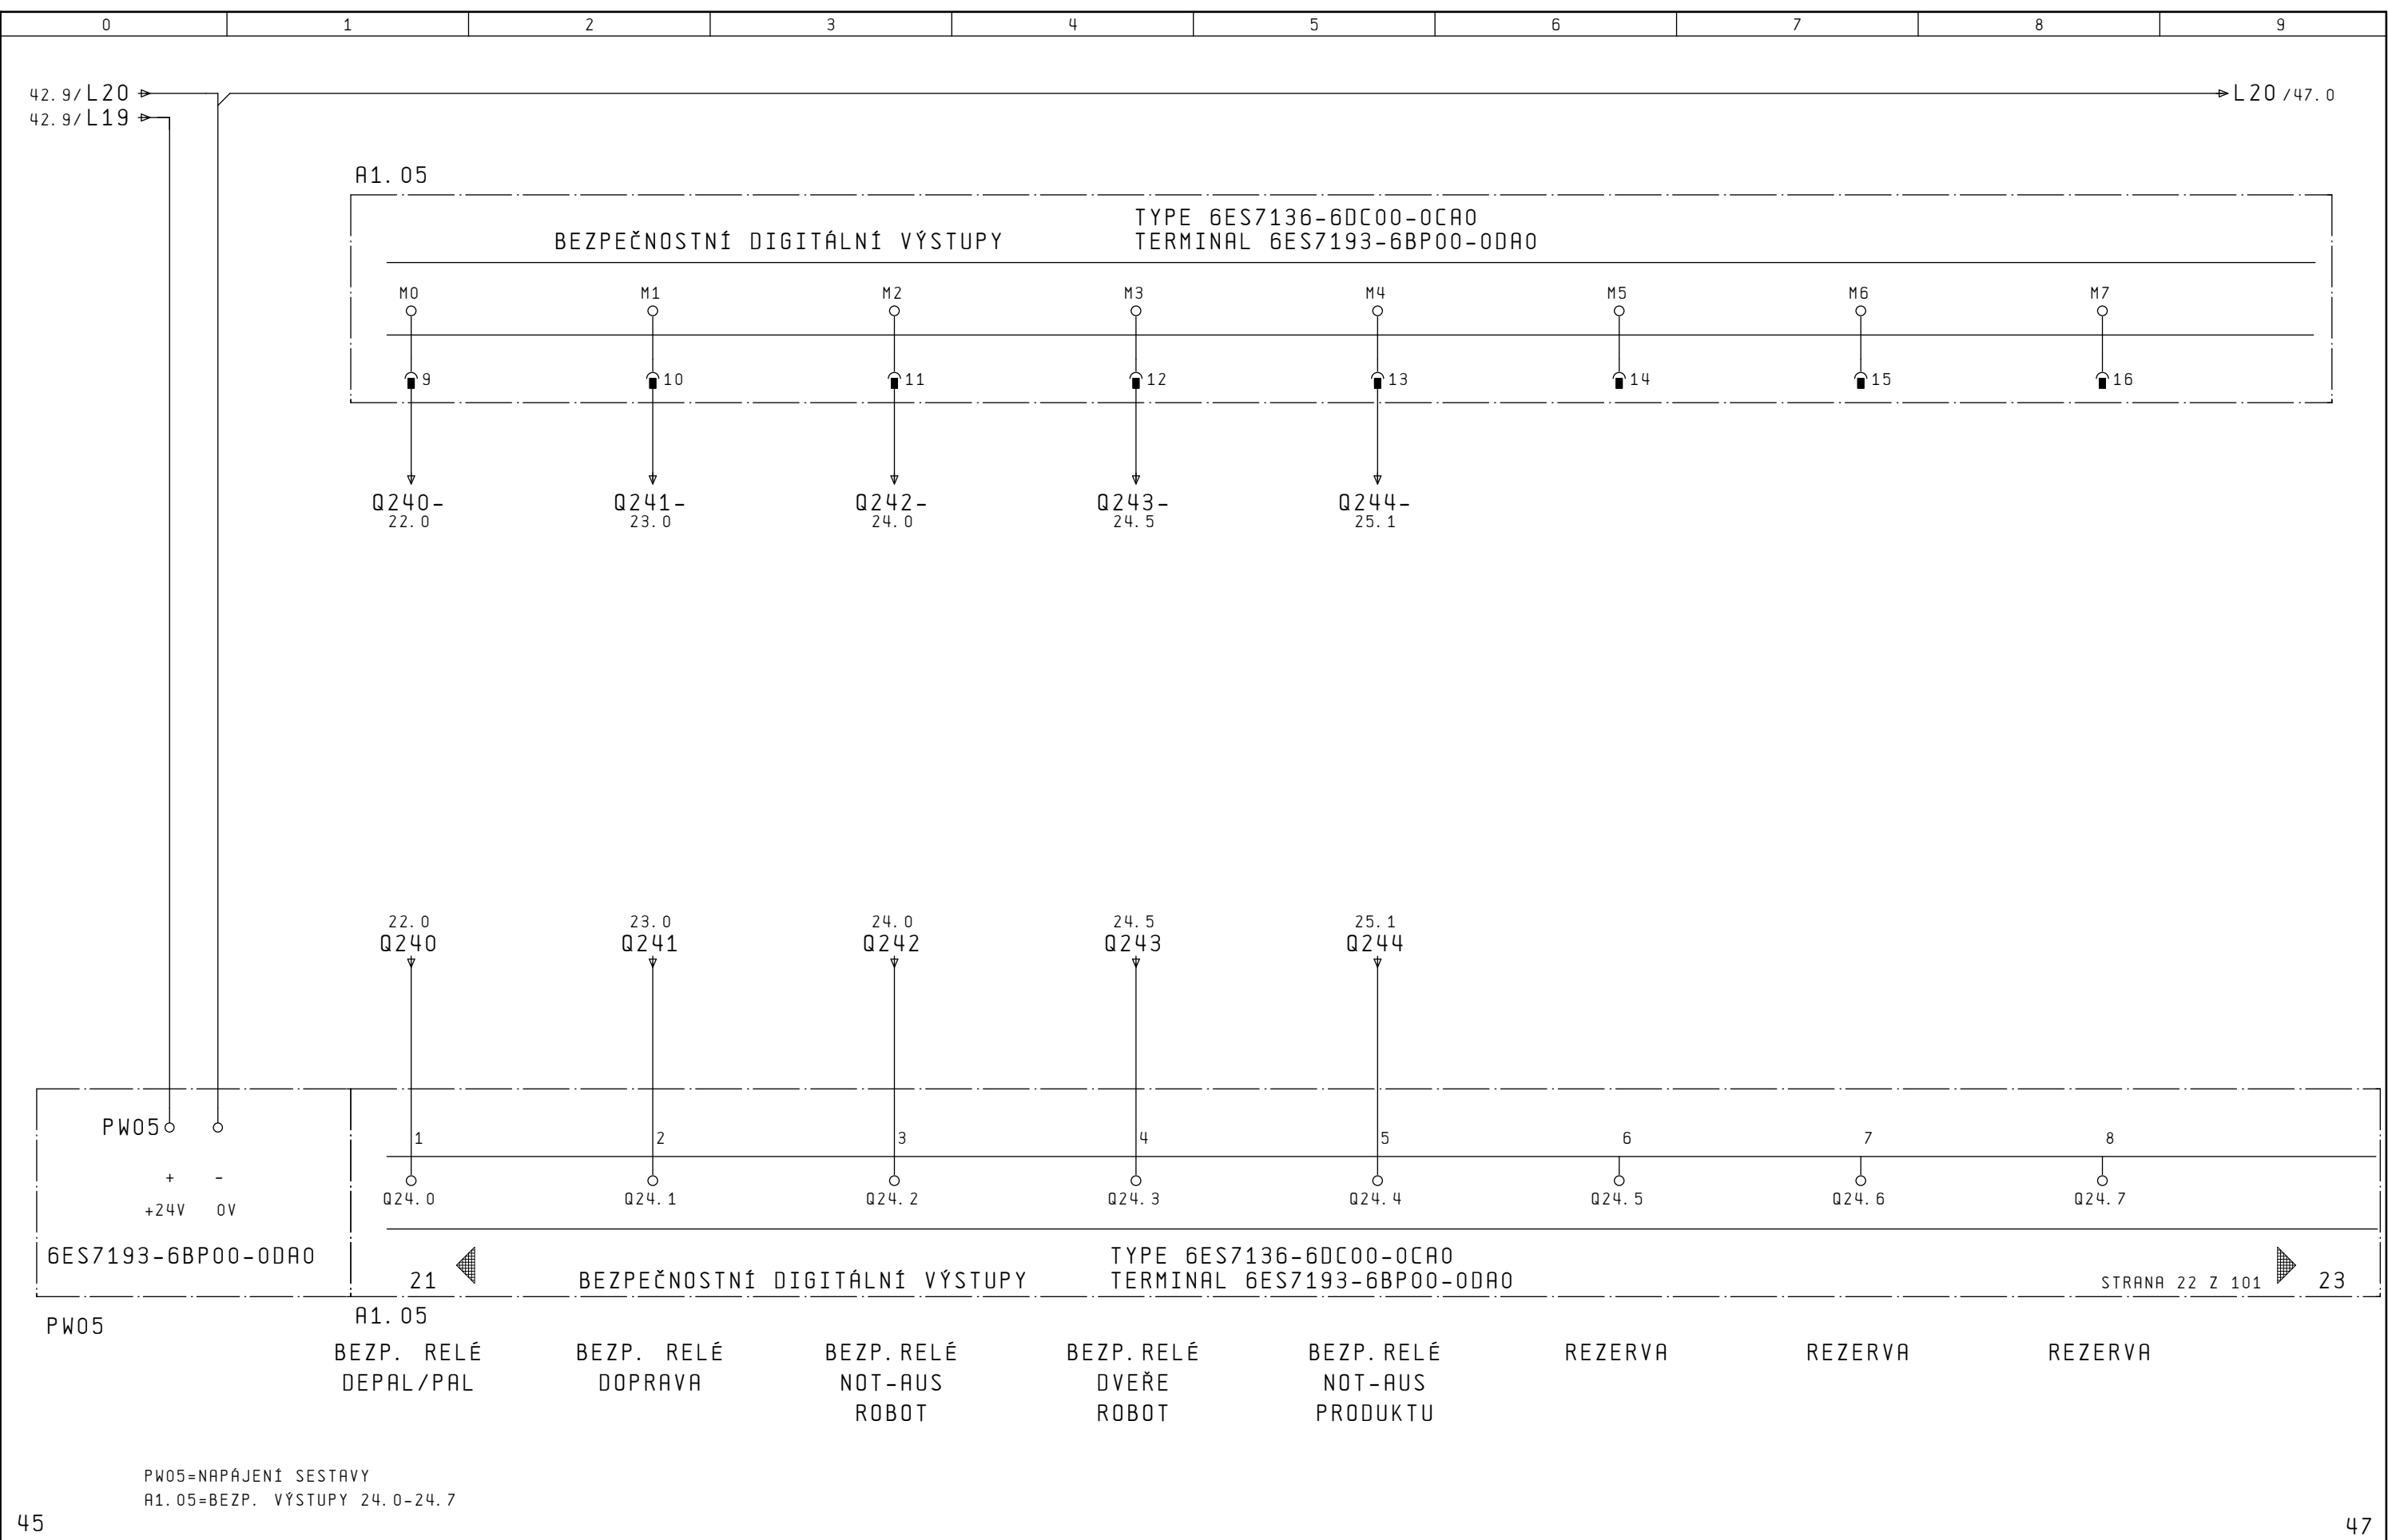 0 1 2 3 4 5 6 7 8 9
42.9/L20 L20/47.0
42.9/L19
A1.05
TYPE 6ES7136-6DC00-0CA0
BEZPEČNOSTNÍ DIGITÁLNÍ VÝSTUPY TERMINAL 6ES7193-6BP00-0DA0
M0 M1 M2 M3 M4 M5 M6 M7
9 10 11 12 13 14 15 16
Q240- Q241- Q242- Q243- Q244-
22.0 23.0 24.0 24.5 25.1
22.0 23.0 24.0 24.5 25.1
Q240 Q241 Q242 Q243 Q244
PW05
1 2 3 4 5 6 7 8
+ -
Q24.0 Q24.1 Q24.2 Q24.3 Q24.4 Q24.5 Q24.6 Q24.7
+24V 0V
6ES7193-6BP00-0DA0 TYPE 6ES7136-6DC00-0CA0
21 BEZPEČNOSTNÍ DIGITÁLNÍ VÝSTUPY TERMINAL 6ES7193-6BP00-0DA0 STRANA 22 Z 101 23
PW05 A1.05
BEZP. RELÉ BEZP. RELÉ BEZP.RELÉ BEZP.RELÉ BEZP.RELÉ REZERVA REZERVA REZERVA
DEPAL/PAL DOPRAVA NOT-AUS DVEŘE NOT-AUS
ROBOT ROBOT PRODUKTU
PW05=NAPÁJENÍ SESTAVY
A1.05=BEZP. VÝSTUPY 24.0-24.7
45 47